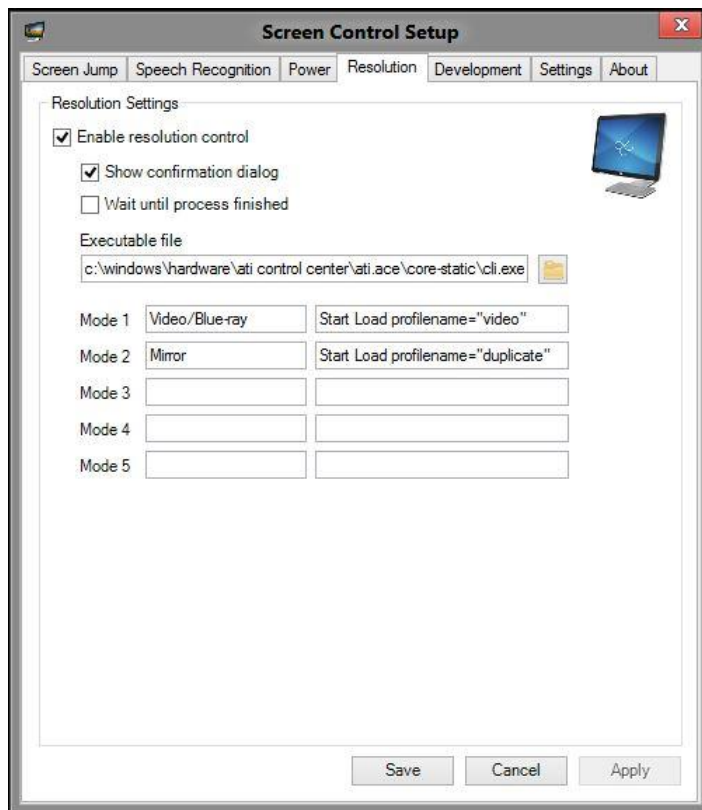 Screen Control Setup
X
Screen Jump Speech Recognition Power Resolution Development Settings About
Resolution Settings
Enable resolution control
Show confirmation dialog
Wait until process finished
Executable file
c:\windows\hardware\ati control center\ati.ace\core-static\cli.exe
Mode 1 Video/Blue-ray Start Load profilename="video"
Mode 2 Mirror Start Load profilename="duplicate"
Mode 3
Mode 4
Mode 5
Save Cancel Apply